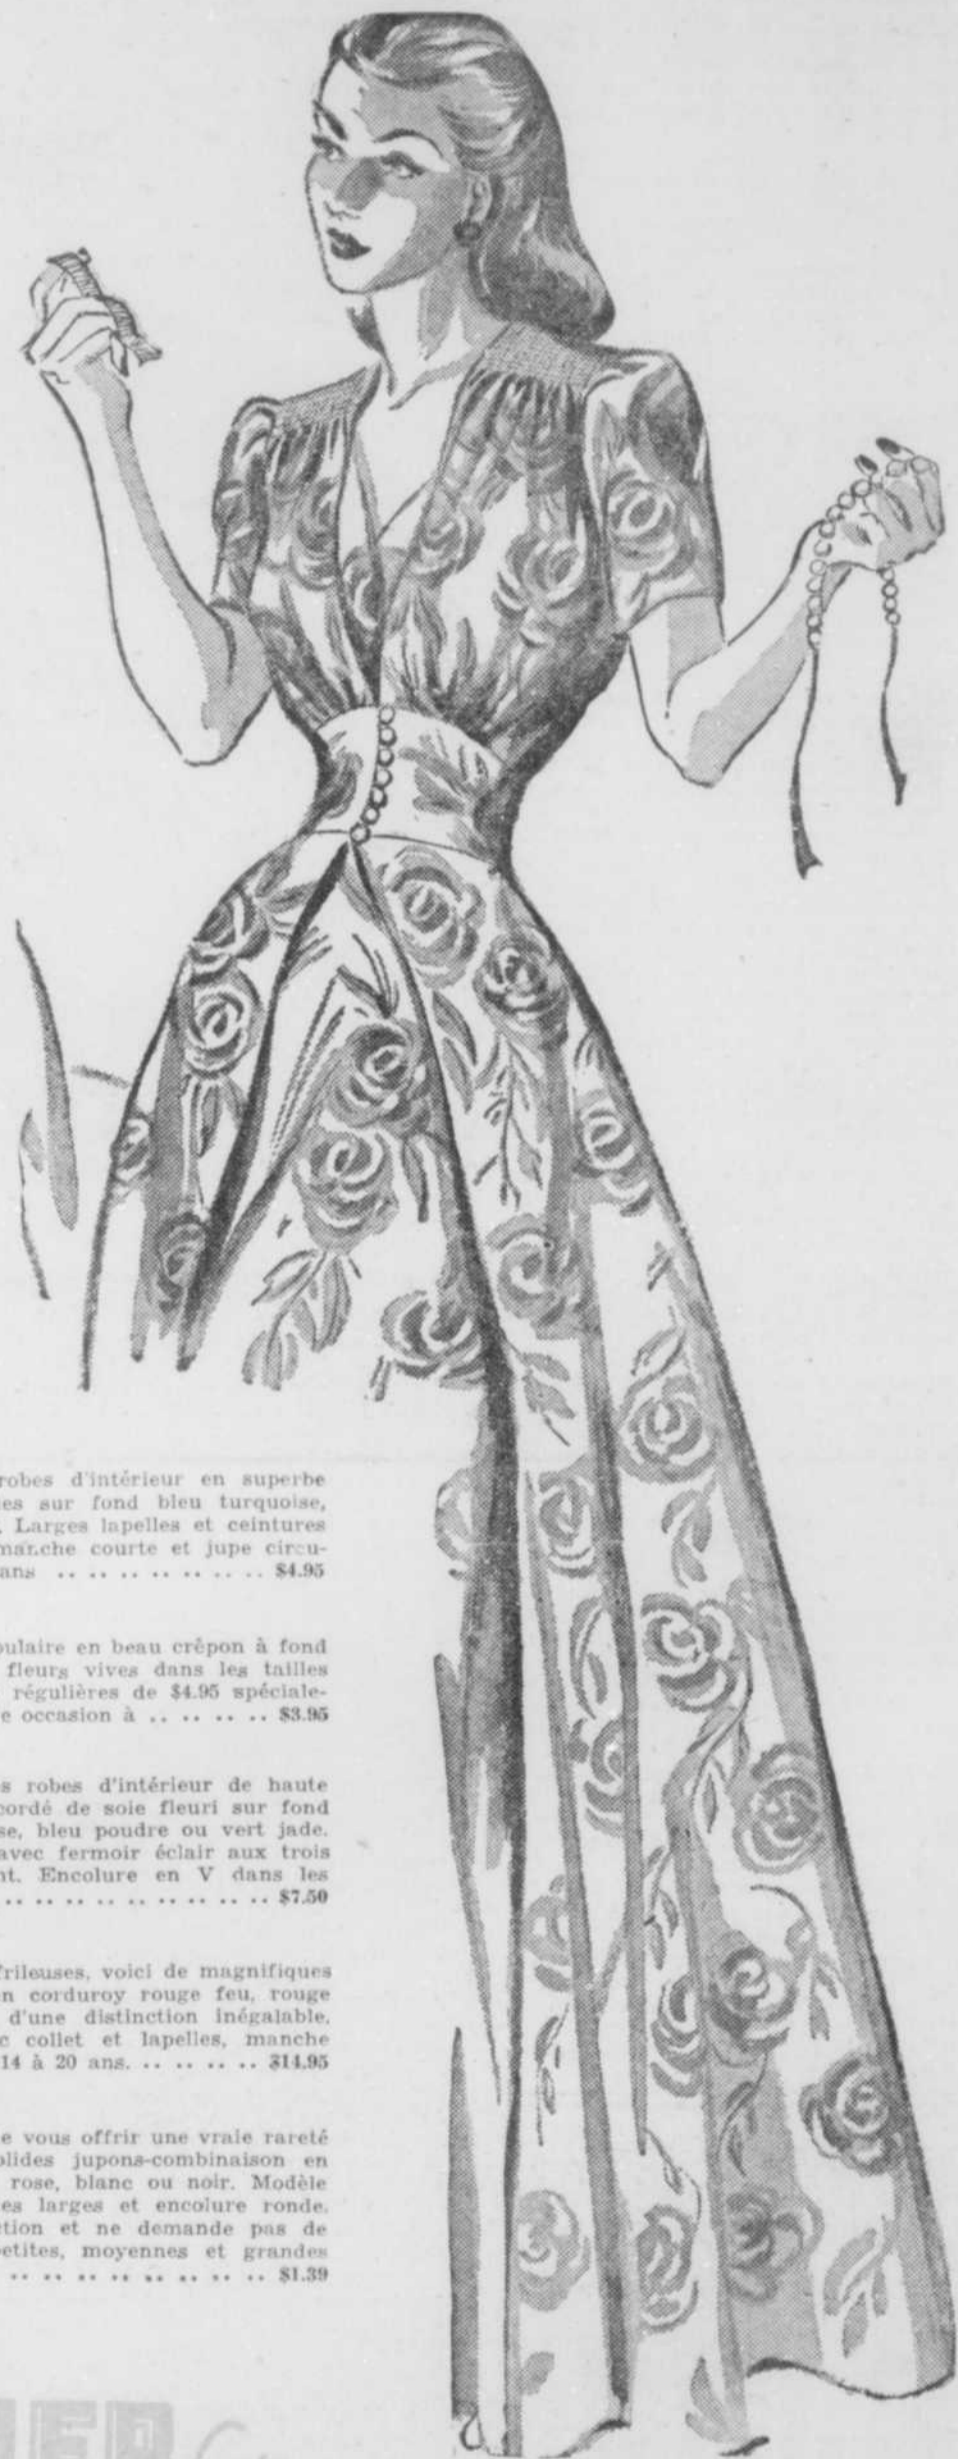 robes d'intérieur en superbe
es sur fond bleu turquoise,
. Larges lapelles et ceintures
manche courte et jupe circu-
ans .. .. .. .. .. .. .. $4.95
pulaire en beau crêpon à fond
fleurs vives dans les tailles
régulières de $4.95 spéciale-
e occasion à .. .. .. .. $3.95
s robes d'intérieur de haute
cordé de soie fleuri sur fond
se, bleu poudre ou vert jade.
avec fermoir éclair aux trois
nt. Encolure en V dans les
.. .. .. .. .. .. .. .. .. $7.50
frileuses, voici de magnifiques
n corduroy rouge feu, rouge
d'une distinction inégalable.
c collet et lapelles, manche
14 à 20 ans. .. .. .. .. $14.95
e vous offrir une vraie rareté
olides jupons-combinaison en
rose, blanc ou noir. Modèle
es larges et encolure ronde.
ction et ne demande pas de
petites, moyennes et grandes
.. .. .. .. .. .. .. .. .. $1.39